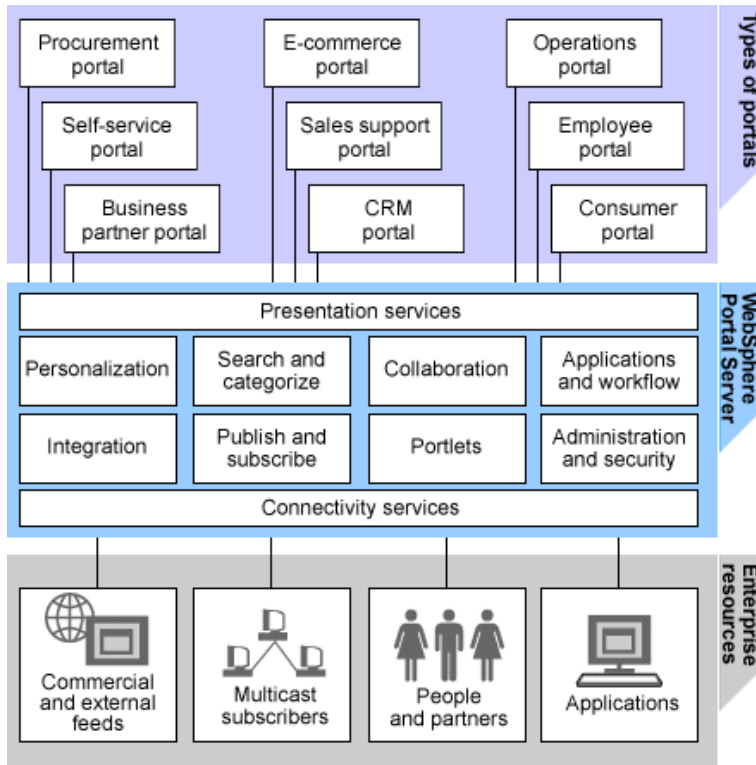 Procurement
portal
E-commerce
portal
Operations
portal
Self-service
portal
Sales support
portal
Employee
portal
Business
partner portal
CRM
portal
Consumer
portal
Types of portals
Presentation services
Personalization
Search and
categorize
Collaboration
Applications
and workflow
Integration
Publish and
subscribe
Portlets
Administration
and security
Connectivity services
WebSphere
Portal Server
Commercial
and external
feeds
Multicast
subscribers
People
and partners
Applications
Enterprise
resources